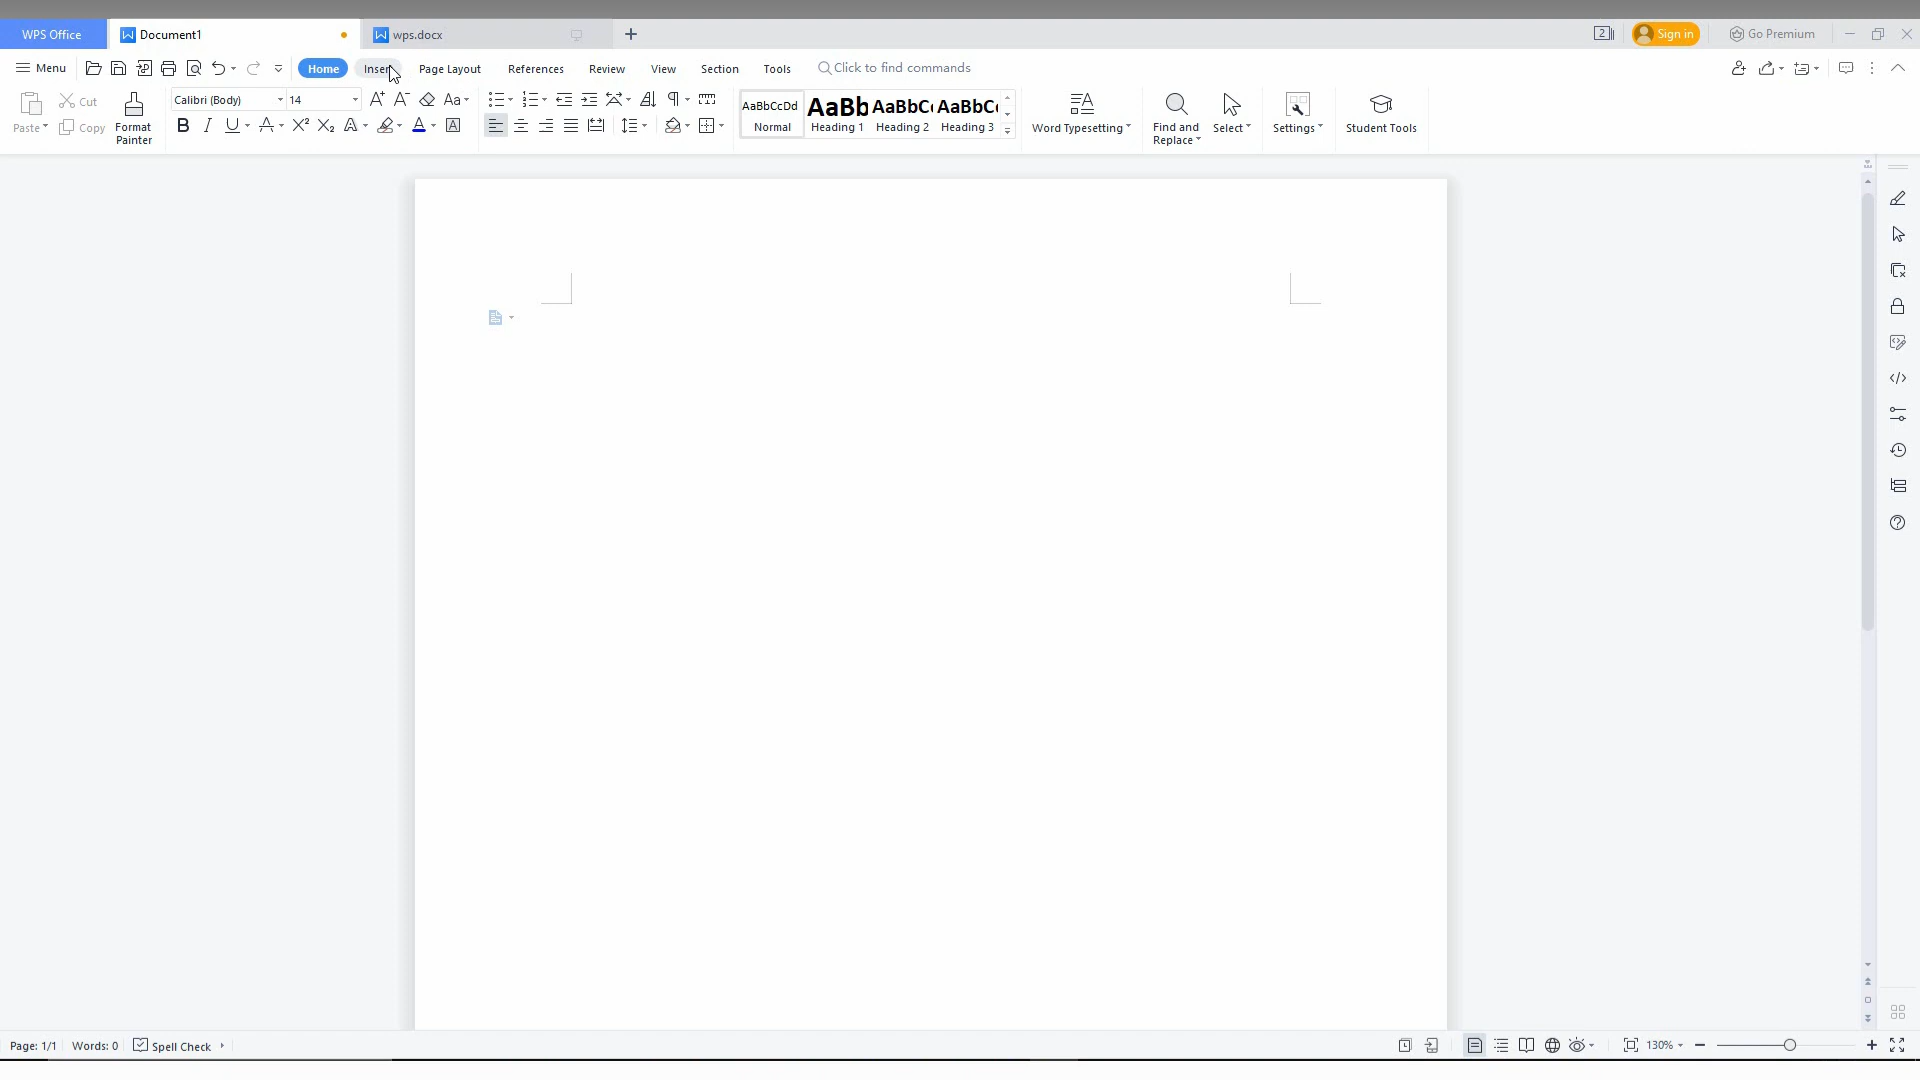 WPS Office
Document1
wps.docx
2
Sign in
Go Premium
Menu
Home
Insert
Page Layout
References
Review
View
Section
Tools
Click to find commands
Paste
Cut
Copy
Format
Painter
Calibri (Body)
14
AaBbCcDd
Normal
AaBb
Heading 1
AaBbC
Heading 2
AaBbC
Heading 3
Word Typesetting
Find and
Replace
Select
Settings
Student Tools
Page: 1/1
Words: 0
Spell Check
130%